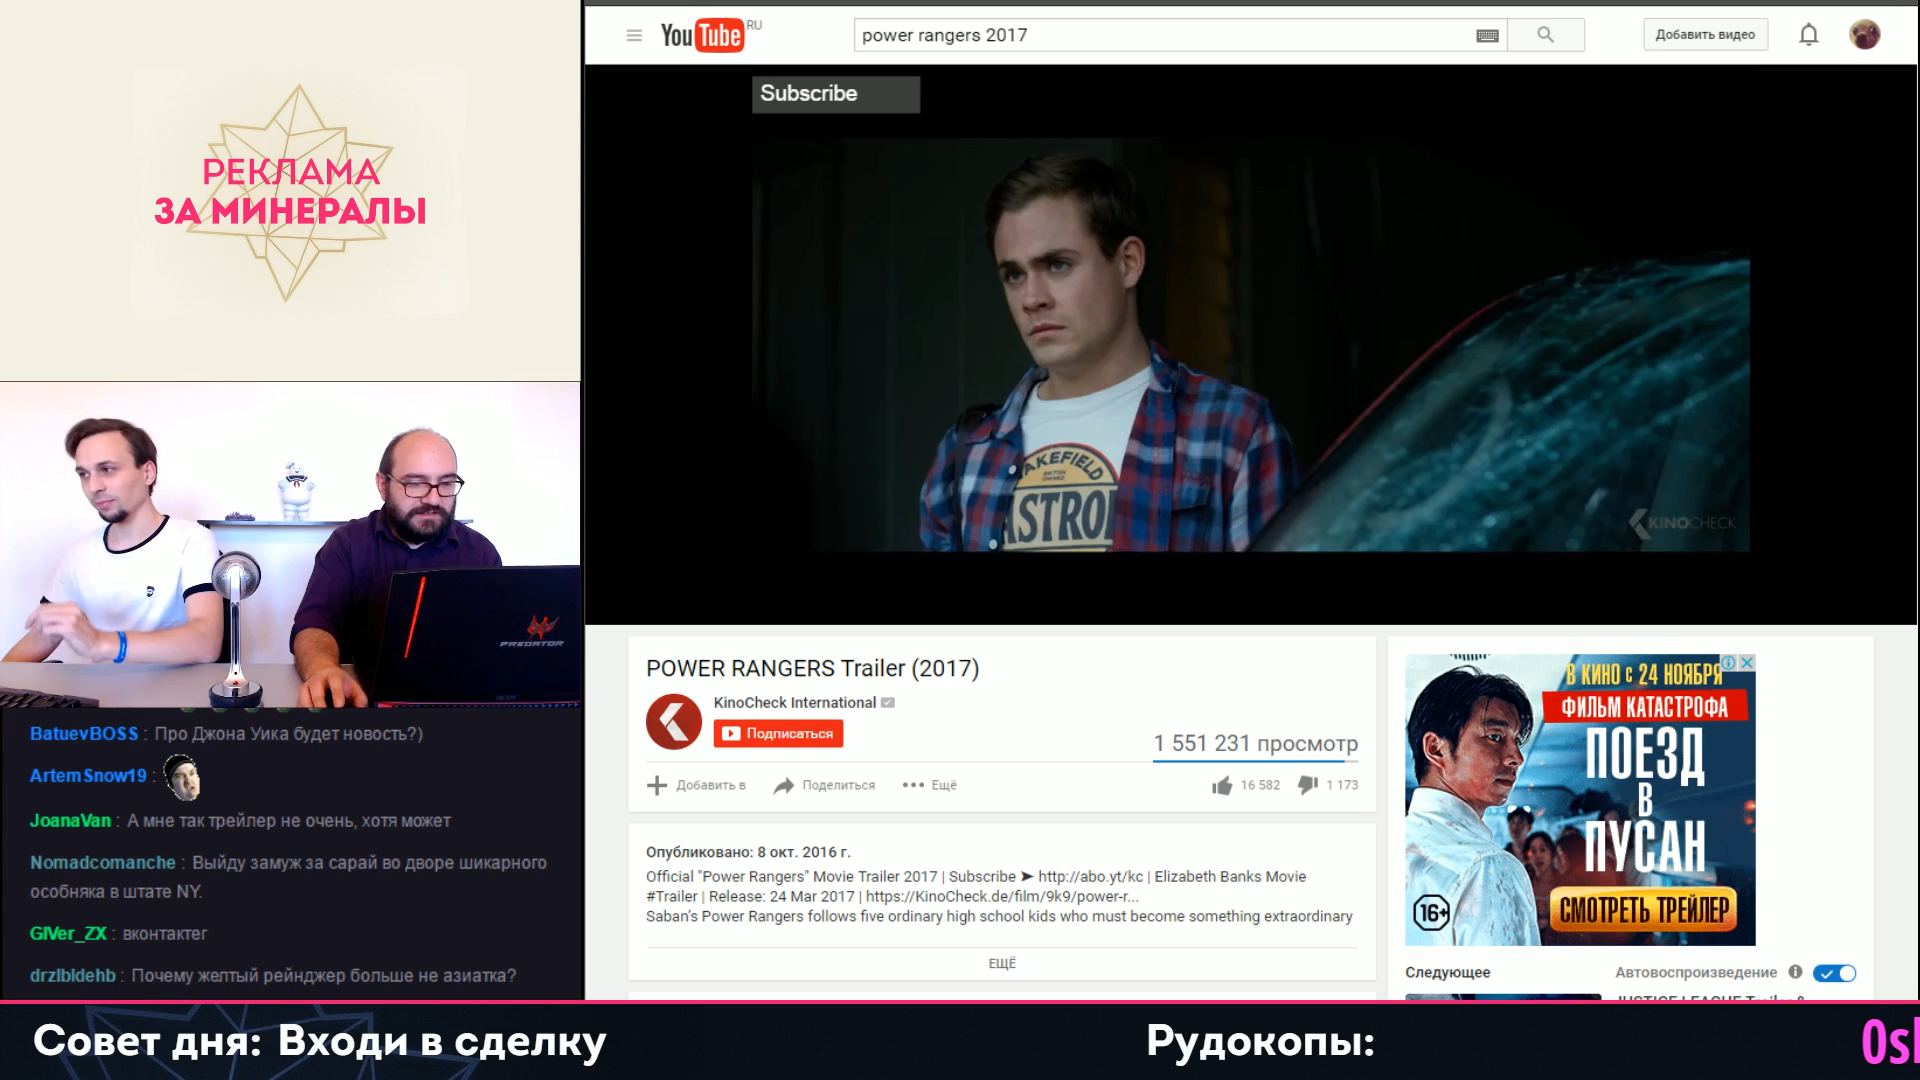 РЕКЛАМА
ЗА МИНЕРАЛЫ
PREDATOR
BatuevBOSS : Про Джона Уика будет новость?)
ArtemSnow19 :
JoanaVan : А мне так трейлер не очень, хотя может
Nomadcomanche : Выйду замуж за сарай во дворе шикарного
особняка в штате NY.
GIVer_ZX : вконтактег
drzlbldehb : Почему желтый рейнджер больше не азиатка?
YouTube RU
power rangers 2017
Добавить видео
Subscribe
AKEFIELD
ASTROL
KINOCHECK
POWER RANGERS Trailer (2017)
KinoCheck International
Подписаться
1 551 231 просмотр
Добавить в
Поделиться
Ещё
16 582
1 173
Опубликовано: 8 окт. 2016 г.
Official "Power Rangers" Movie Trailer 2017 | Subscribe ➤ http://abo.yt/kc | Elizabeth Banks Movie
#Trailer | Release: 24 Mar 2017 | https://KinoCheck.de/film/9k9/power-r...
Saban's Power Rangers follows five ordinary high school kids who must become something extraordinary
ЕЩЁ
В КИНО с 24 НОЯБРЯ
ФИЛЬМ КАТАСТРОФА
ПОЕЗД
В
ПУСАН
16+
СМОТРЕТЬ ТРЕЙЛЕР
Следующее
Автовоспроизведение
JUSTICE LEAGUE Trailer
Совет дня: Входи в сделку
Рудокопы:
Osl